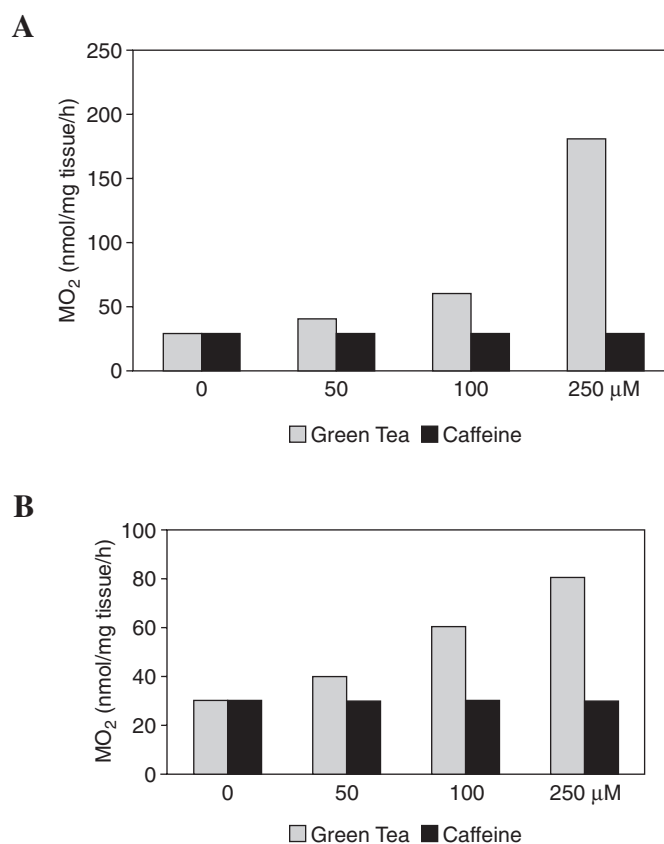 A
250
200
150
100
50
0
MO₂ (nmol/mg tissue/h)
0 50 100 250 μM
Green Tea Caffeine
B
100
80
60
40
20
0
MO₂ (nmol/mg tissue/h)
0 50 100 250 μM
Green Tea Caffeine